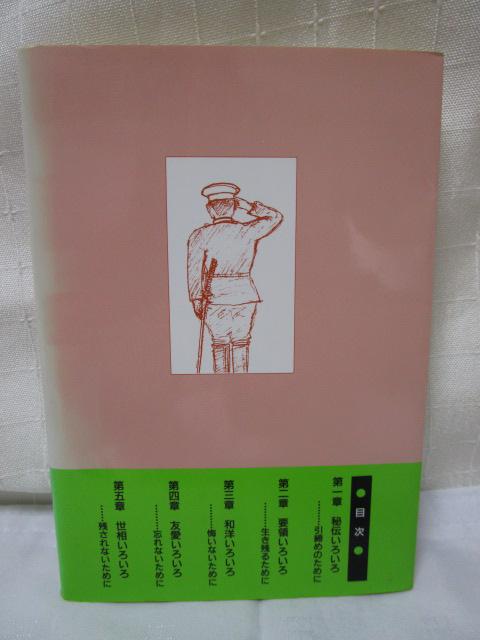 ●目次●
第一章 秘伝いろいろ
………引締めのために
第二章 要領いろいろ
………生き残るために
第三章 和洋いろいろ
………悔いないために
第四章 友愛いろいろ
………忘れないために
第五章 世相いろいろ
………残されないために